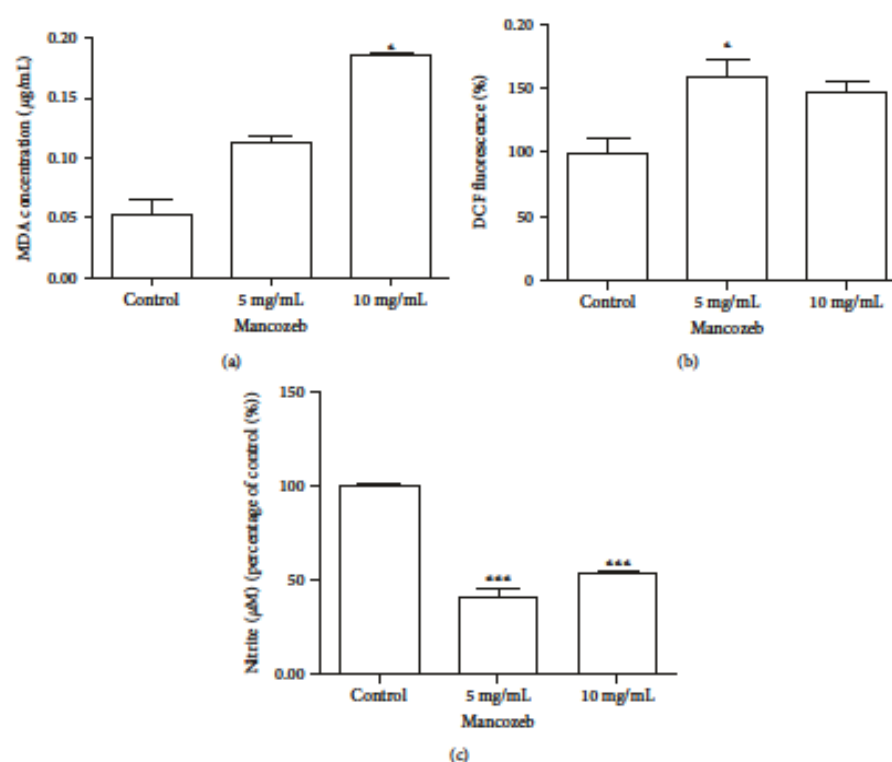 MDA concentration (μg/mL)
0.20
0.15
0.10
0.05
0.00
*
Control
5 mg/mL
10 mg/mL
Mancozeb
(a)
DCF fluorescence (%)
0.20
150
100
50
0
*
Control
5 mg/mL
10 mg/mL
Mancozeb
(b)
Nitrite (μM) (percentage of control (%))
150
100
50
0.00
***
***
Control
5 mg/mL
10 mg/mL
Mancozeb
(c)